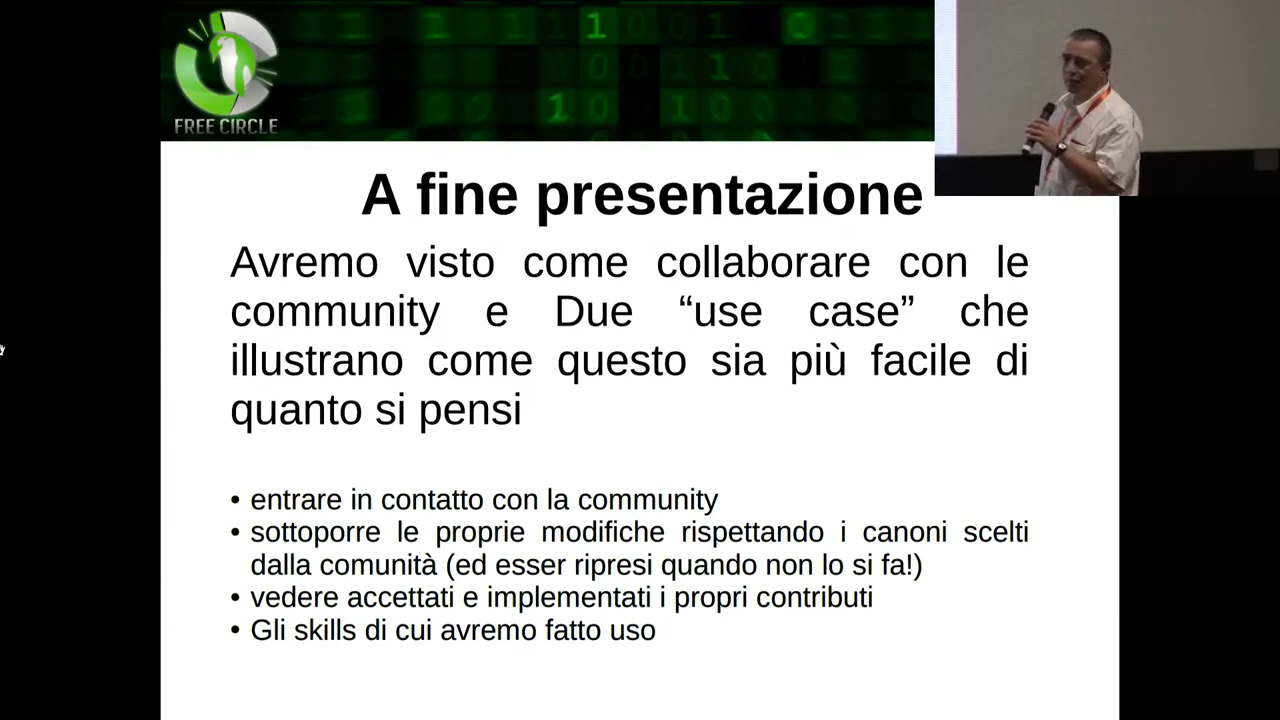 FREE CIRCLE
A fine presentazione
Avremo visto come collaborare con le
community e Due “use case” che
illustrano come questo sia più facile di
quanto si pensi
• entrare in contatto con la community
• sottoporre le proprie modifiche rispettando i canoni scelti
dalla comunità (ed esser ripresi quando non lo si fa!)
• vedere accettati e implementati i propri contributi
• Gli skills di cui avremo fatto uso